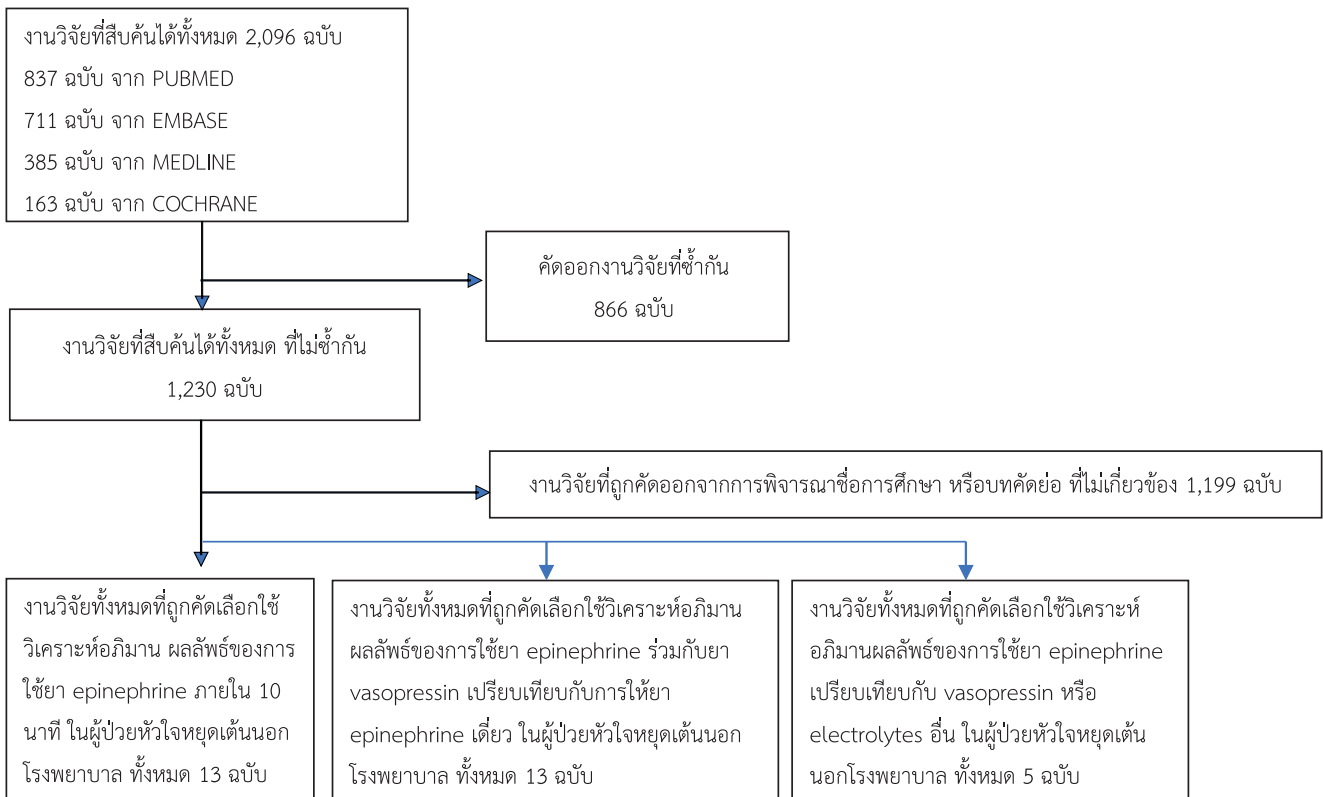 งานวิจัยที่สืบค้นได้ทั้งหมด 2,096 ฉบับ
837 ฉบับ จาก PUBMED
711 ฉบับ จาก EMBASE
385 ฉบับ จาก MEDLINE
163 ฉบับ จาก COCHRANE
คัดออกงานวิจัยที่ซ้ำกัน
866 ฉบับ
งานวิจัยที่สืบค้นได้ทั้งหมด ที่ไม่ซ้ำกัน
1,230 ฉบับ
งานวิจัยที่ถูกคัดออกจากการพิจารณาชื่อการศึกษา หรือบทคัดย่อ ที่ไม่เกี่ยวข้อง 1,199 ฉบับ
งานวิจัยทั้งหมดที่ถูกคัดเลือกใช้
วิเคราะห์อภิมาน ผลลัพธ์ของการ
ใช้ยา epinephrine ภายใน 10
นาที ในผู้ป่วยหัวใจหยุดเต้นนอก
โรงพยาบาล ทั้งหมด 13 ฉบับ
งานวิจัยทั้งหมดที่ถูกคัดเลือกใช้วิเคราะห์อภิมาน
ผลลัพธ์ของการใช้ยา epinephrine ร่วมกับยา
vasopressin เปรียบเทียบกับการให้ยา
epinephrine เดี่ยว ในผู้ป่วยหัวใจหยุดเต้นนอก
โรงพยาบาล ทั้งหมด 13 ฉบับ
งานวิจัยทั้งหมดที่ถูกคัดเลือกใช้วิเคราะห์
อภิมานผลลัพธ์ของการใช้ยา epinephrine
เปรียบเทียบกับ vasopressin หรือ
electrolytes อื่น ในผู้ป่วยหัวใจหยุดเต้น
นอกโรงพยาบาล ทั้งหมด 5 ฉบับ